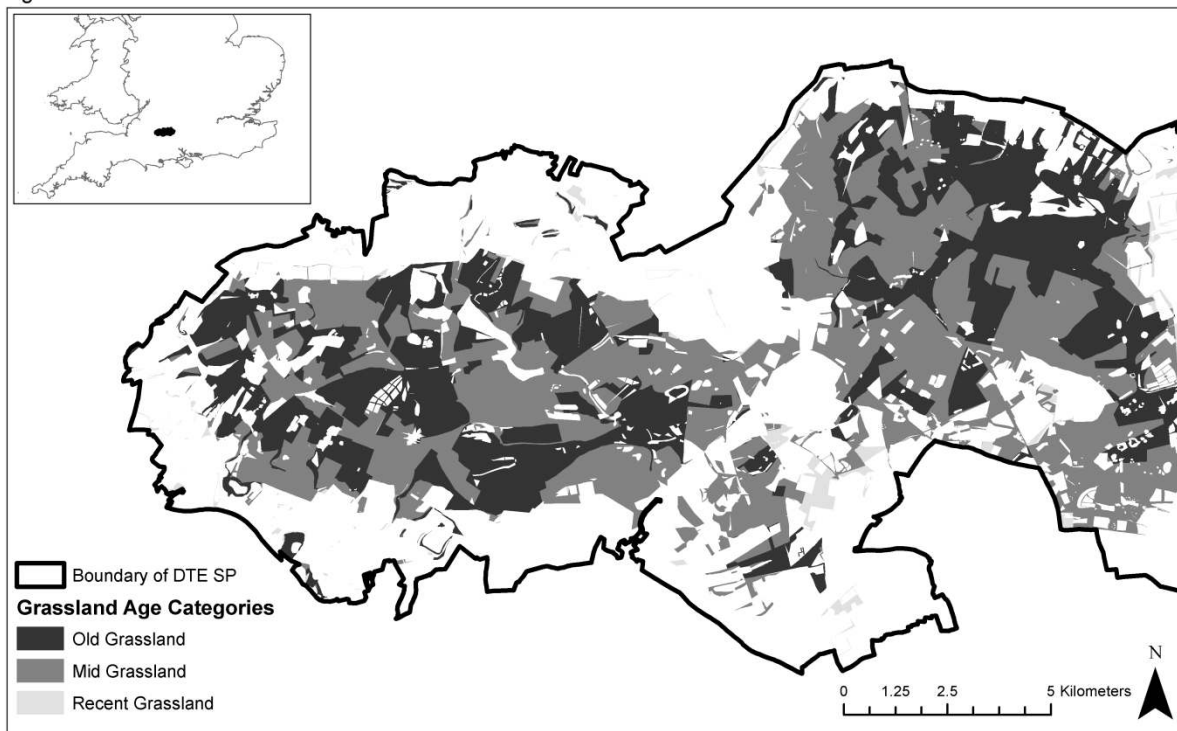 Boundary of DTE SP
Grassland Age Categories
Old Grassland
Mid Grassland
Recent Grassland
0 1.25 2.5 5 Kilometers
N